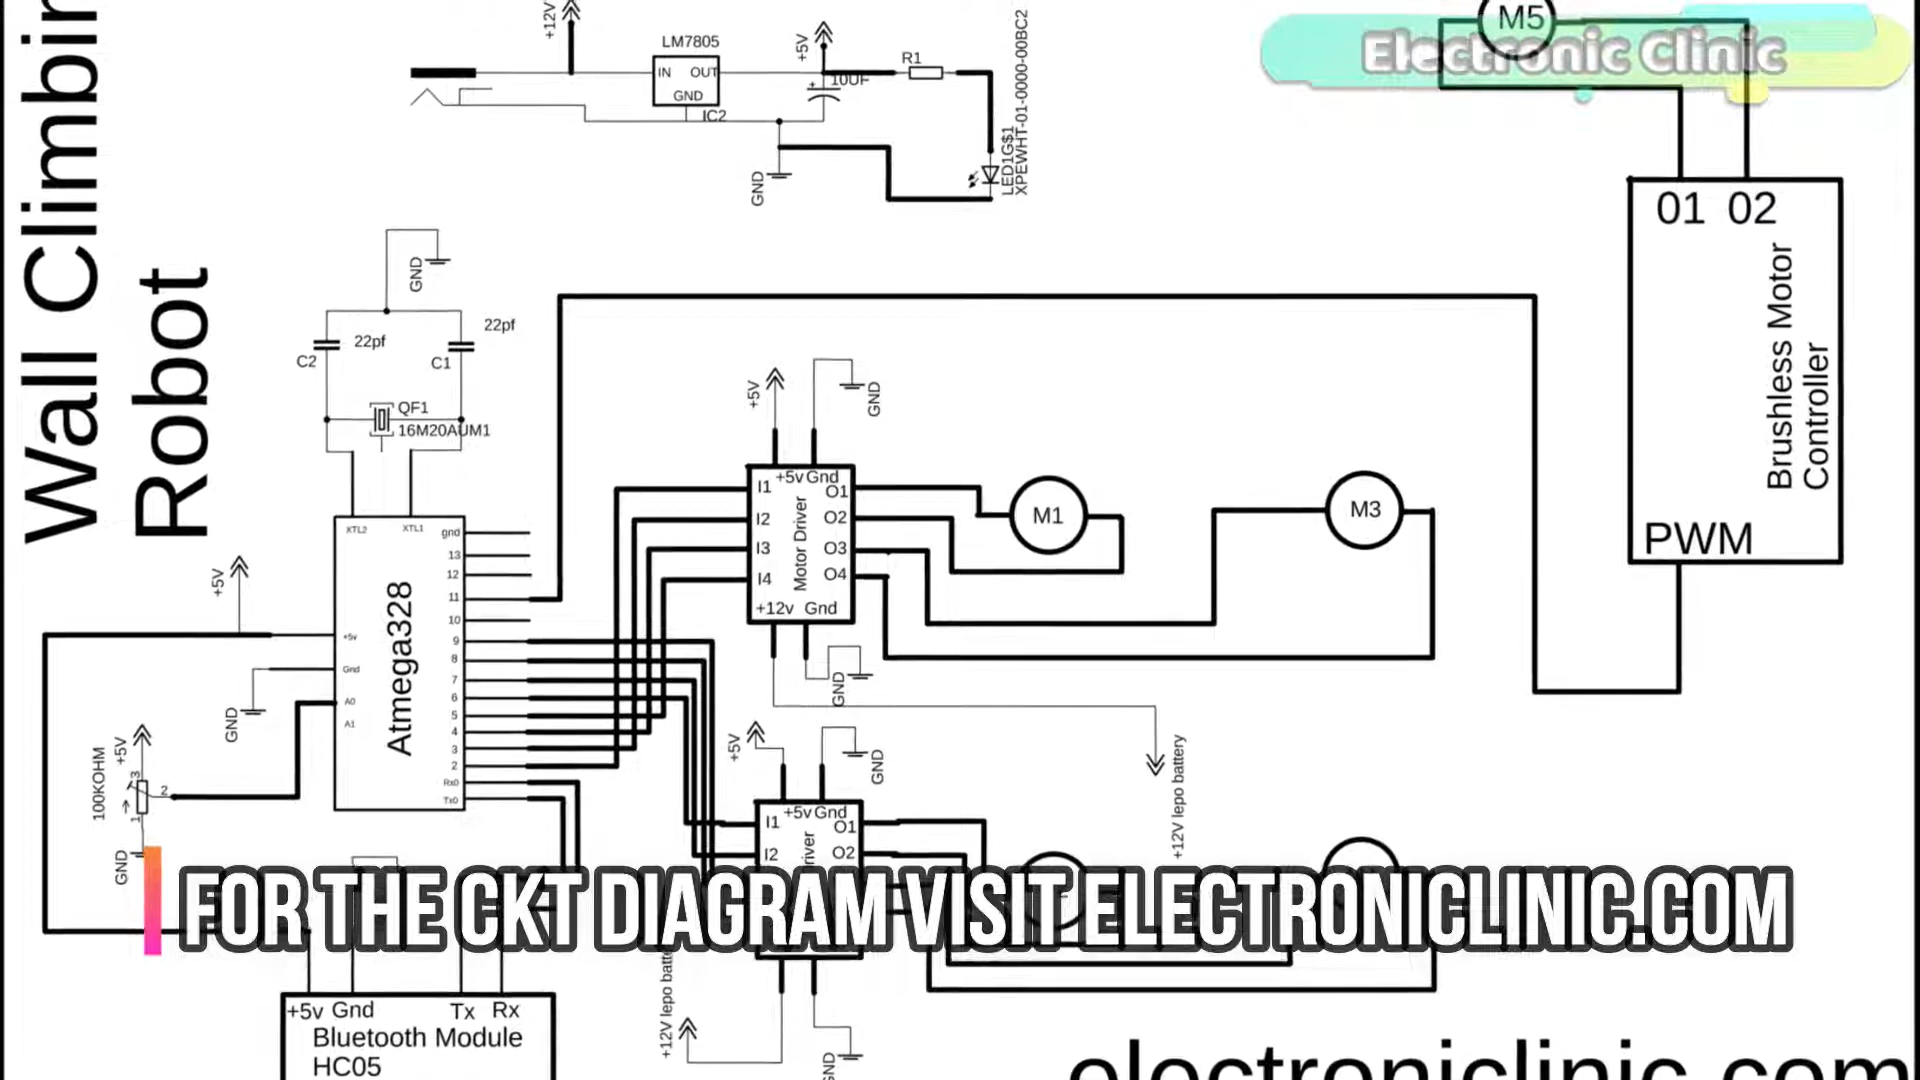 Wall Climbin
Robot
+12V
LM7805
IN OUT
GND
IC2
+5V
10UF
R1
LED1G$1
XPEWHT-01-0000-00BC2
GND
M5
Electronic Clinic
01 02
Brushless Motor
Controller
PWM
GND
22pf
22pf
C2
C1
QF1
16M20AUM1
XTL2 XTL1
gnd
13
12
11
10
9
8
7
6
5
4
3
2
Rx0
Tx0
Atmega328
+5v
Gnd
A0
A1
+5V
GND
+5V
100KOHM
3
2
1
GND
+5V
GND
+5v Gnd
I1
I2
I3
I4
Motor Driver
O1
O2
O3
O4
+12v Gnd
M1
M3
GND
+12V lepo battery
+5V
GND
+5v Gnd
I1
I2
O1
O2
river
FOR THE CKT DIAGRAM VISIT ELECTRONICLINIC.COM
+12V lepo batte
GND
+5v Gnd Tx Rx
Bluetooth Module
HC05
electroniclinic.com